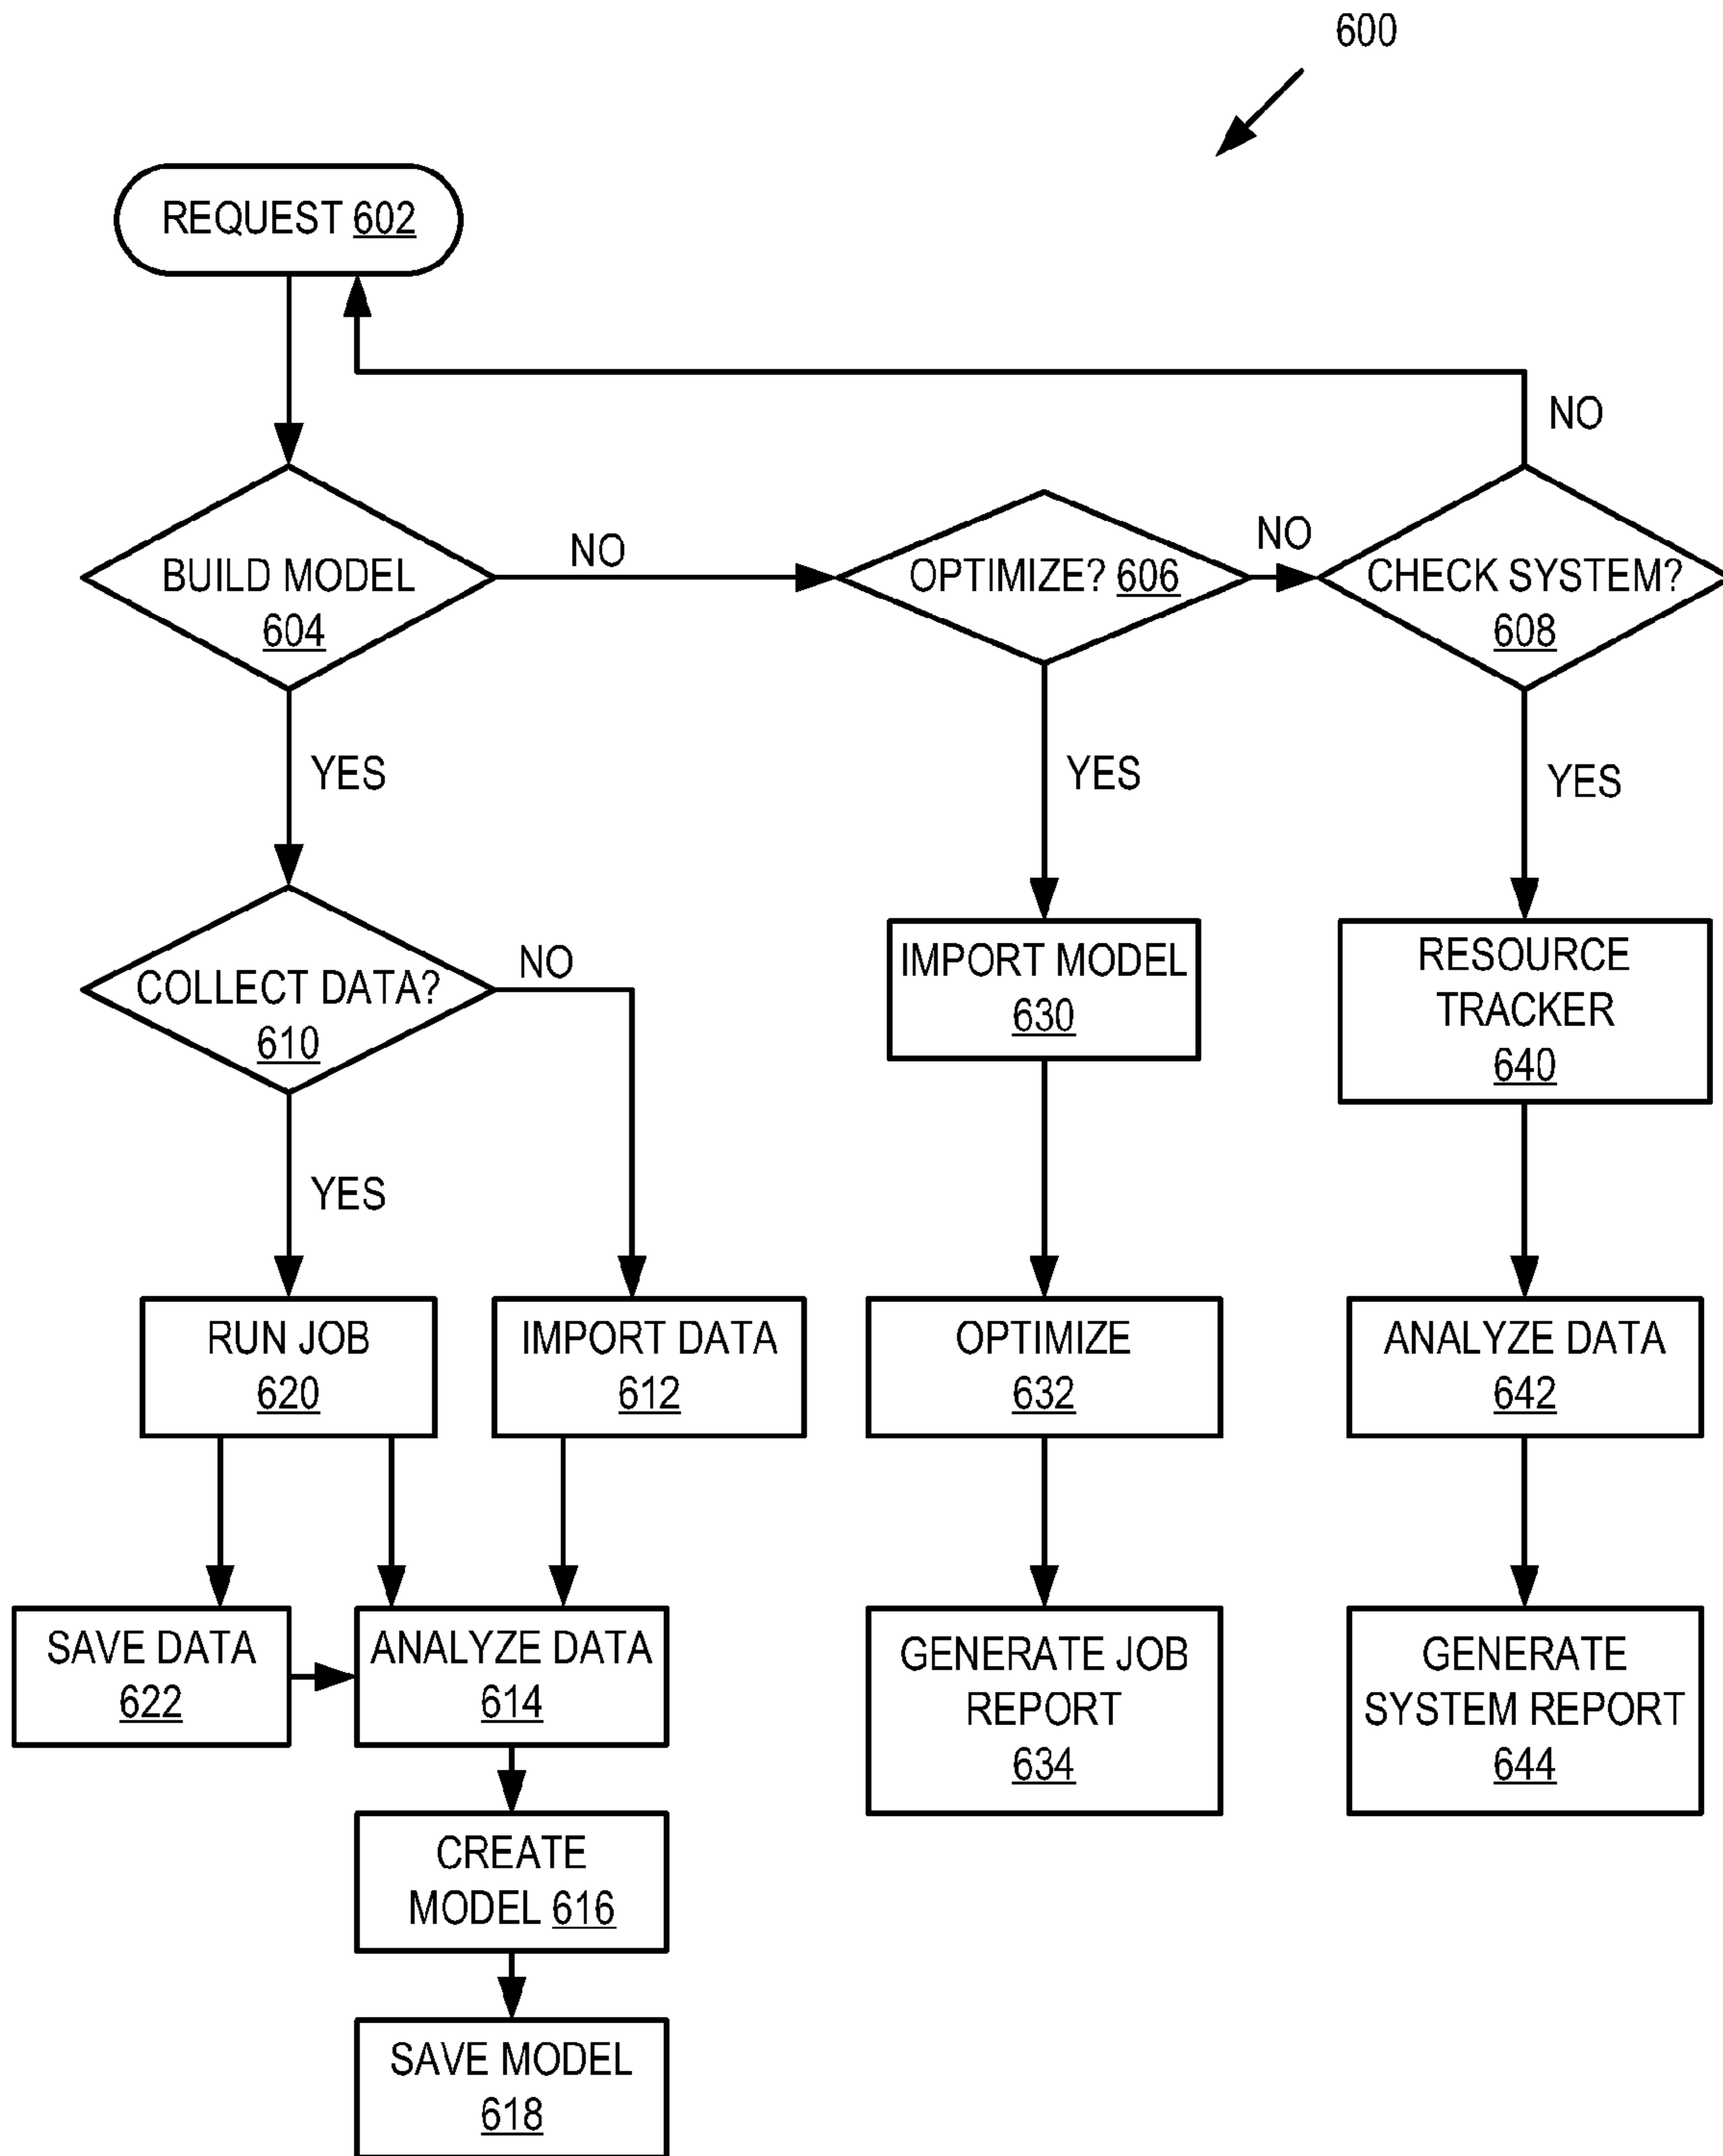 600
REQUEST 602
NO
BUILD MODEL
604
NO
OPTIMIZE? 606
NO
CHECK SYSTEM?
608
YES
YES
YES
COLLECT DATA?
610
NO
IMPORT MODEL
630
RESOURCE
TRACKER
640
YES
RUN JOB
620
IMPORT DATA
612
OPTIMIZE
632
ANALYZE DATA
642
SAVE DATA
622
ANALYZE DATA
614
GENERATE JOB
REPORT
634
GENERATE
SYSTEM REPORT
644
CREATE
MODEL 616
SAVE MODEL
618